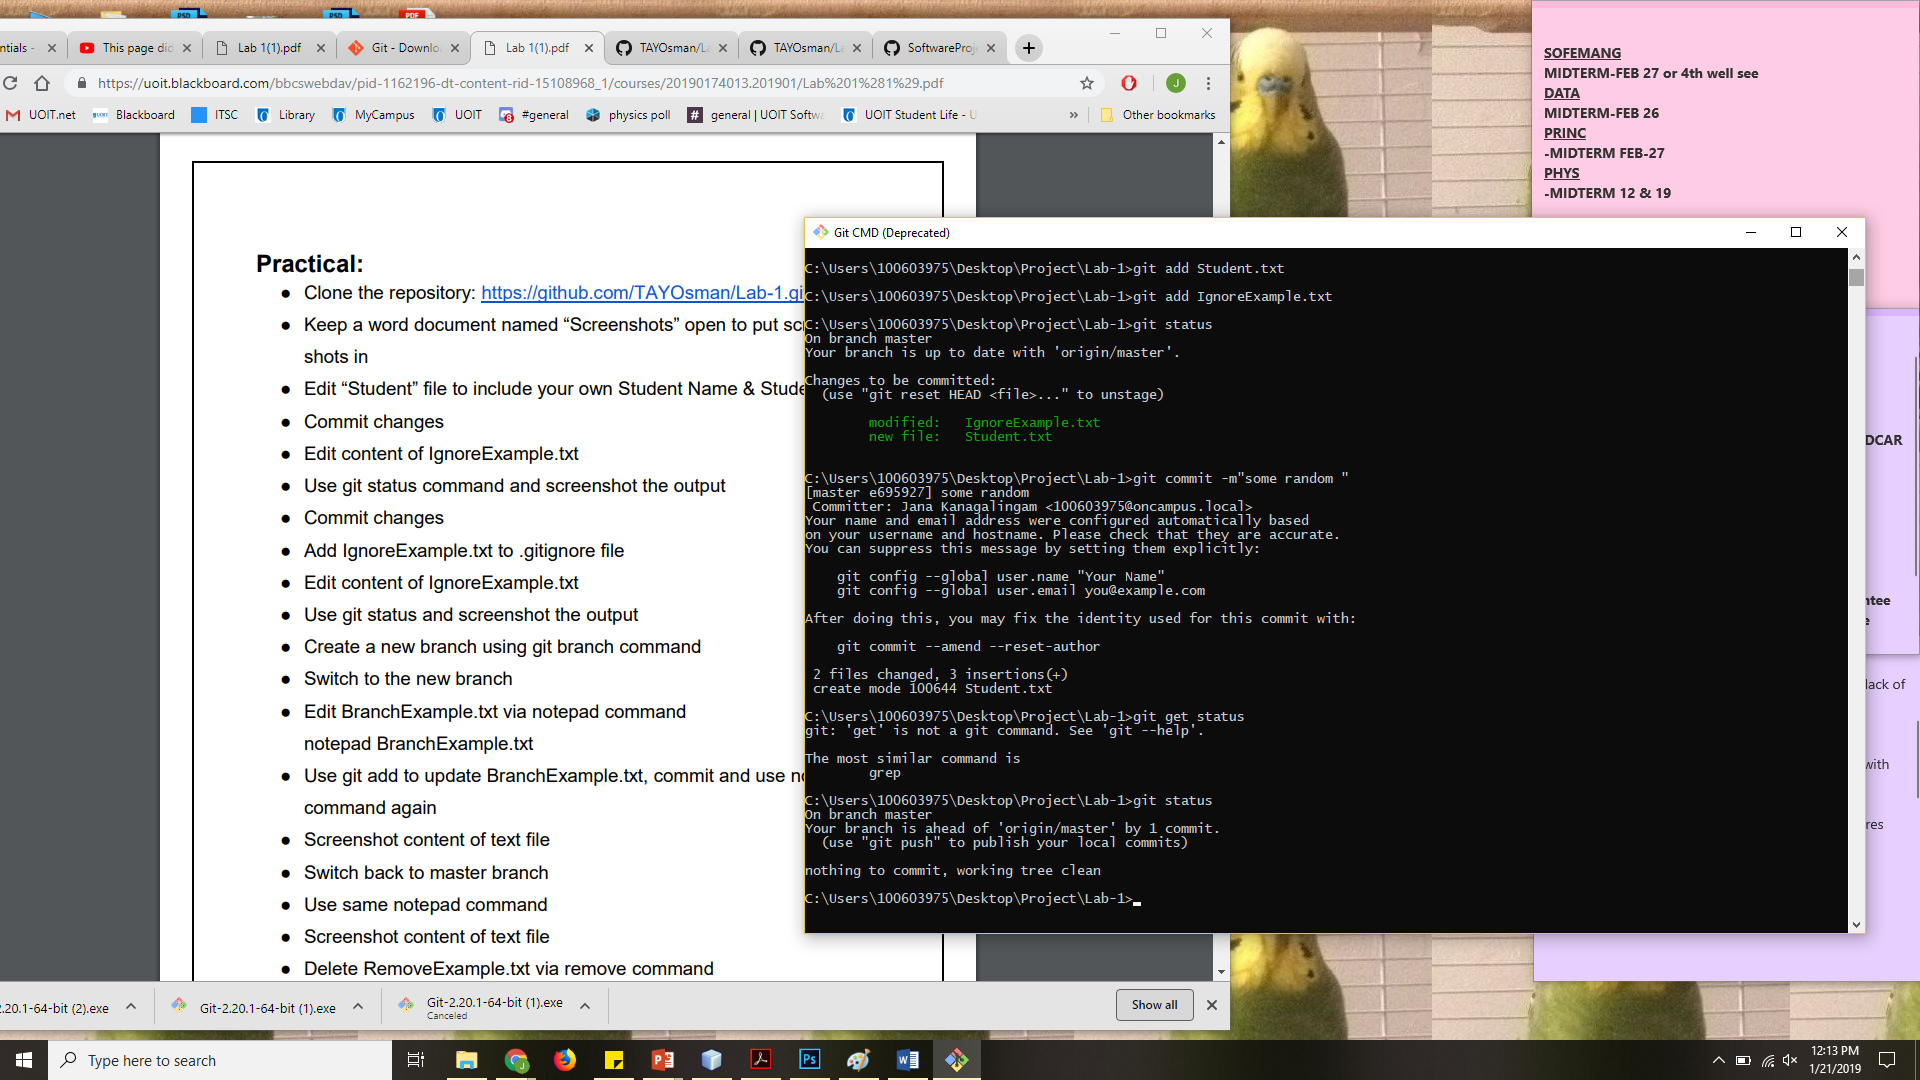 ntials -
This page di
Lab 1(1).pdf
Git - Downlo
Lab 1(1).pdf
TAYOsman/L
TAYOsman/L
SoftwareProj
https://uoit.blackboard.com/bbcswebdav/pid-1162196-dt-content-rid-15108968_1/courses/20190174013.201901/Lab%201%281%29.pdf
J
UOIT.net
Blackboard
ITSC
Library
MyCampus
UOIT
#general
physics poll
general | UOIT Softw
UOIT Student Life - U
»
Other bookmarks
Practical:
● Clone the repository: https://github.com/TAYOsman/Lab-1.gi
● Keep a word document named “Screenshots” open to put sc
shots in
● Edit “Student” file to include your own Student Name & Stude
● Commit changes
● Edit content of IgnoreExample.txt
● Use git status command and screenshot the output
● Commit changes
● Add IgnoreExample.txt to .gitignore file
● Edit content of IgnoreExample.txt
● Use git status and screenshot the output
● Create a new branch using git branch command
● Switch to the new branch
● Edit BranchExample.txt via notepad command
notepad BranchExample.txt
● Use git add to update BranchExample.txt, commit and use no
command again
● Screenshot content of text file
● Switch back to master branch
● Use same notepad command
● Screenshot content of text file
● Delete RemoveExample.txt via remove command
Git CMD (Deprecated)
C:\Users\100603975\Desktop\Project\Lab-1>git add Student.txt
C:\Users\100603975\Desktop\Project\Lab-1>git add IgnoreExample.txt
C:\Users\100603975\Desktop\Project\Lab-1>git status
On branch master
Your branch is up to date with 'origin/master'.
Changes to be committed:
(use "git reset HEAD <file>..." to unstage)
modified:   IgnoreExample.txt
new file:   Student.txt
C:\Users\100603975\Desktop\Project\Lab-1>git commit -m"some random "
[master e695927] some random
Committer: Jana Kanagalingam <100603975@oncampus.local>
Your name and email address were configured automatically based
on your username and hostname. Please check that they are accurate.
You can suppress this message by setting them explicitly:
git config --global user.name "Your Name"
git config --global user.email you@example.com
After doing this, you may fix the identity used for this commit with:
git commit --amend --reset-author
2 files changed, 3 insertions(+)
create mode 100644 Student.txt
C:\Users\100603975\Desktop\Project\Lab-1>git get status
git: 'get' is not a git command. See 'git --help'.
The most similar command is
grep
C:\Users\100603975\Desktop\Project\Lab-1>git status
On branch master
Your branch is ahead of 'origin/master' by 1 commit.
(use "git push" to publish your local commits)
nothing to commit, working tree clean
C:\Users\100603975\Desktop\Project\Lab-1>
SOFEMANG
MIDTERM-FEB 27 or 4th well see
DATA
MIDTERM-FEB 26
PRINC
-MIDTERM FEB-27
PHYS
-MIDTERM 12 & 19
DCAR
ntee
e
lack of
with
res
.20.1-64-bit (2).exe
Git-2.20.1-64-bit (1).exe
Git-2.20.1-64-bit (1).exe
Canceled
Show all
Type here to search
12:13 PM
1/21/2019